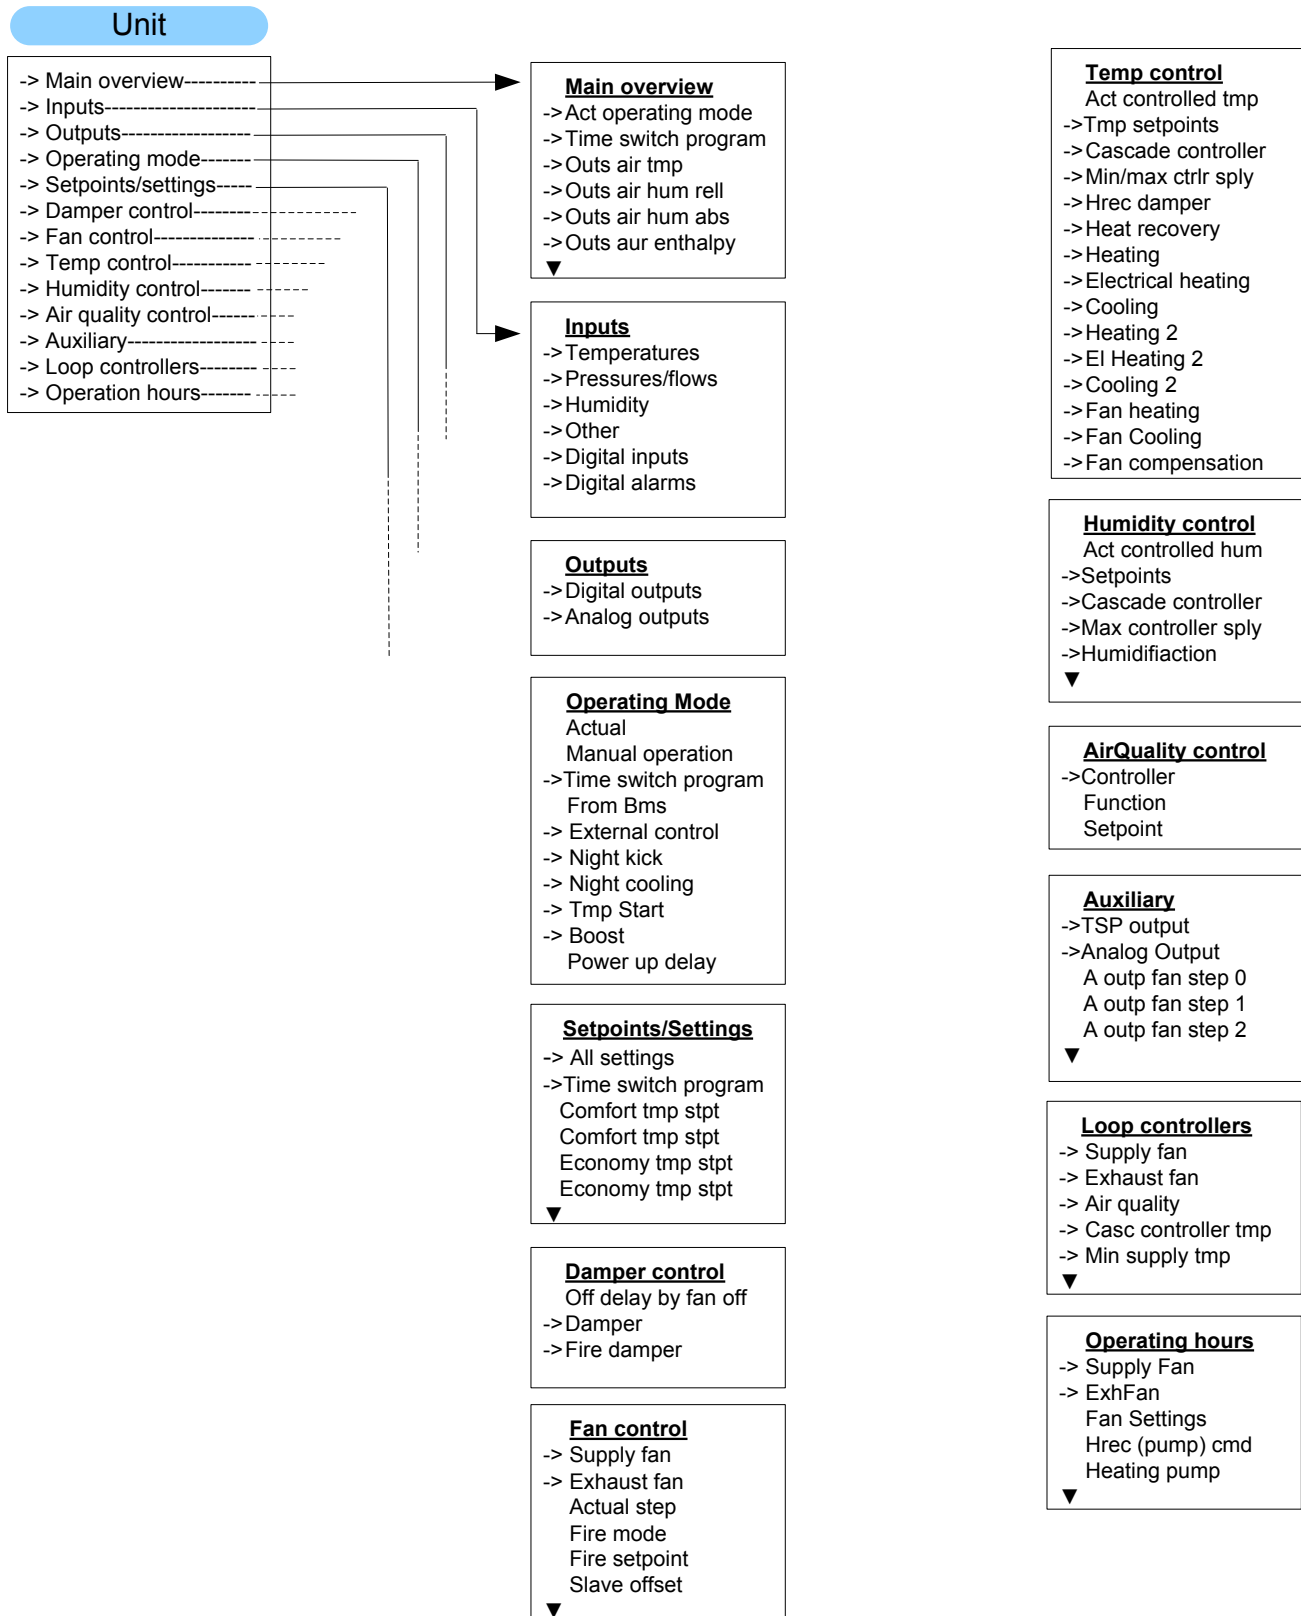 Unit
-> Main overview----------
-> Inputs---------------------
-> Outputs------------------
-> Operating mode-------
-> Setpoints/settings-----
-> Damper control--------
-> Fan control--------------
-> Temp control-----------
-> Humidity control-------
-> Air quality control------
-> Auxiliary------------------
-> Loop controllers--------
-> Operation hours-------
Main overview
->Act operating mode
->Time switch program
->Outs air tmp
->Outs air hum rell
->Outs air hum abs
->Outs aur enthalpy
▼
Inputs
->Temperatures
->Pressures/flows
->Humidity
->Other
->Digital inputs
->Digital alarms
Outputs
->Digital outputs
->Analog outputs
Operating Mode
Actual
Manual operation
->Time switch program
From Bms
-> External control
-> Night kick
-> Night cooling
-> Tmp Start
-> Boost
Power up delay
Setpoints/Settings
-> All settings
->Time switch program
Comfort tmp stpt
Comfort tmp stpt
Economy tmp stpt
Economy tmp stpt
▼
Damper control
Off delay by fan off
->Damper
->Fire damper
Fan control
-> Supply fan
-> Exhaust fan
Actual step
Fire mode
Fire setpoint
Slave offset
▼
Temp control
Act controlled tmp
->Tmp setpoints
->Cascade controller
->Min/max ctrlr sply
->Hrec damper
->Heat recovery
->Heating
->Electrical heating
->Cooling
->Heating 2
->El Heating 2
->Cooling 2
->Fan heating
->Fan Cooling
->Fan compensation
Humidity control
Act controlled hum
->Setpoints
->Cascade controller
->Max controller sply
->Humidifiaction
▼
AirQuality control
->Controller
Function
Setpoint
Auxiliary
->TSP output
->Analog Output
A outp fan step 0
A outp fan step 1
A outp fan step 2
▼
Loop controllers
-> Supply fan
-> Exhaust fan
-> Air quality
-> Casc controller tmp
-> Min supply tmp
▼
Operating hours
-> Supply Fan
-> ExhFan
Fan Settings
Hrec (pump) cmd
Heating pump
▼